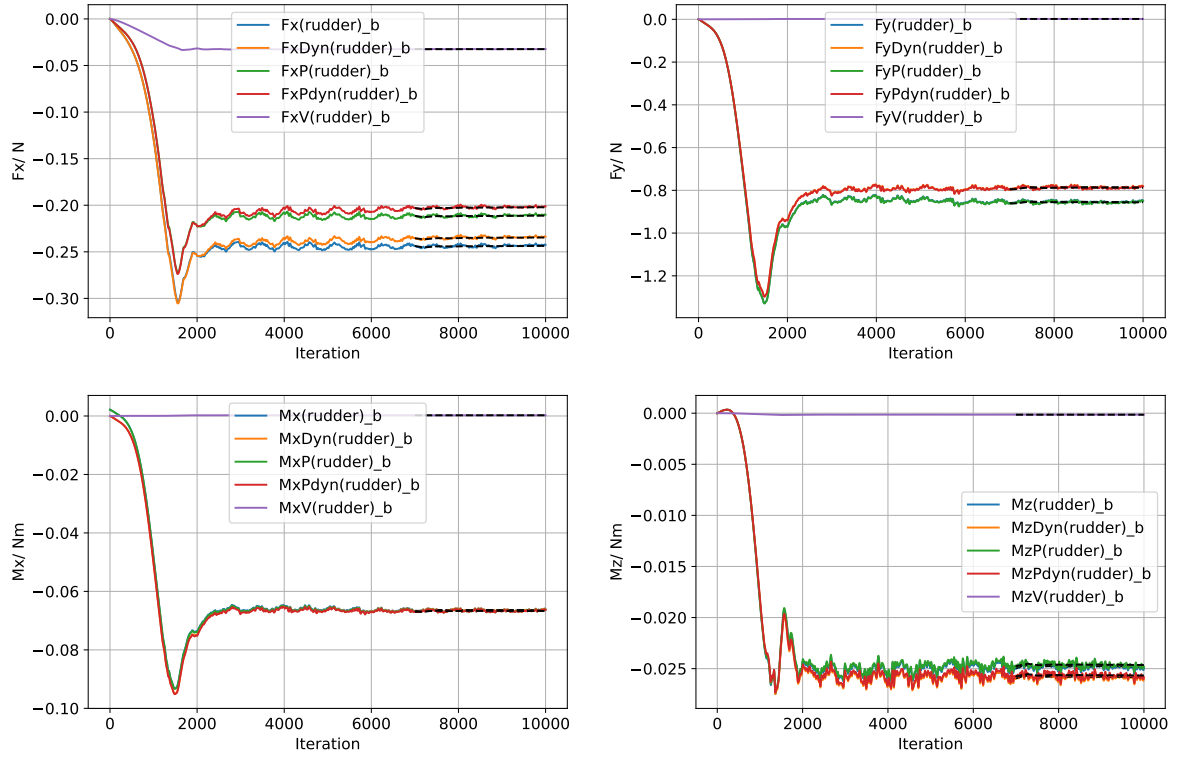 0.00
−0.05
−0.10
−0.15
−0.20
−0.25
−0.30
Fx/ N
Fx(rudder)_b
FxDyn(rudder)_b
FxP(rudder)_b
FxPdyn(rudder)_b
FxV(rudder)_b
0 2000 4000 6000 8000 10000
Iteration
0.0
−0.2
−0.4
−0.6
−0.8
−1.0
−1.2
Fy/ N
Fy(rudder)_b
FyDyn(rudder)_b
FyP(rudder)_b
FyPdyn(rudder)_b
FyV(rudder)_b
0 2000 4000 6000 8000 10000
Iteration
0.00
−0.02
−0.04
−0.06
−0.08
−0.10
Mx/ Nm
Mx(rudder)_b
MxDyn(rudder)_b
MxP(rudder)_b
MxPdyn(rudder)_b
MxV(rudder)_b
0 2000 4000 6000 8000 10000
Iteration
0.000
−0.005
−0.010
−0.015
−0.020
−0.025
Mz/ Nm
Mz(rudder)_b
MzDyn(rudder)_b
MzP(rudder)_b
MzPdyn(rudder)_b
MzV(rudder)_b
0 2000 4000 6000 8000 10000
Iteration